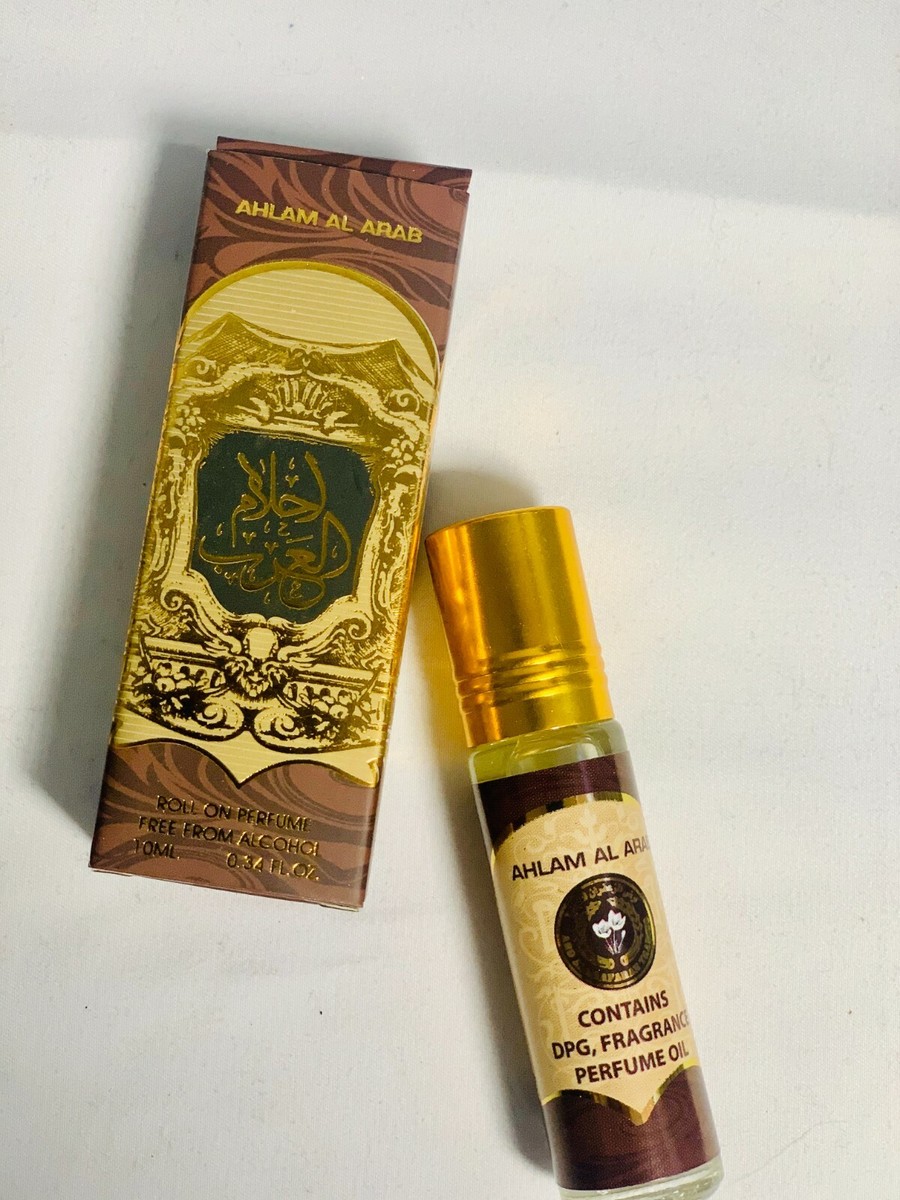 AHLAM AL ARAB
احلام
العرب
ROLL ON PERFUME
FREE FROM ALCOHOL
10ML. 0.34 FL.OZ.
AHLAM AL ARAB
CONTAINS
DPG, FRAGRANCE
PERFUME OIL